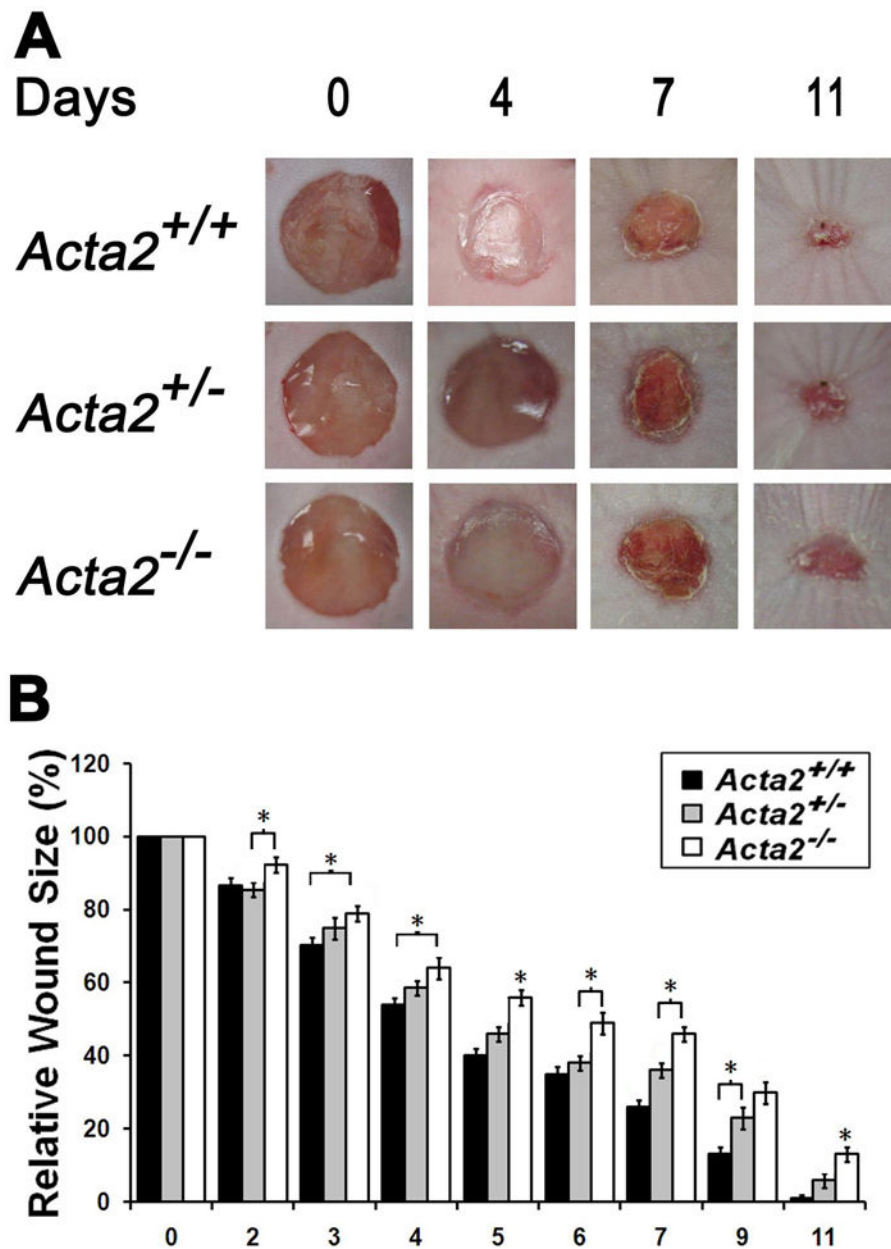 A
Days 0 4 7 11
Acta2+/+
Acta2+/-
Acta2-/-
B
Relative Wound Size (%)
120
100
80
60
40
20
0
Acta2+/+
Acta2+/-
Acta2-/-
*
*
*
*
*
*
*
*
0 2 3 4 5 6 7 9 11